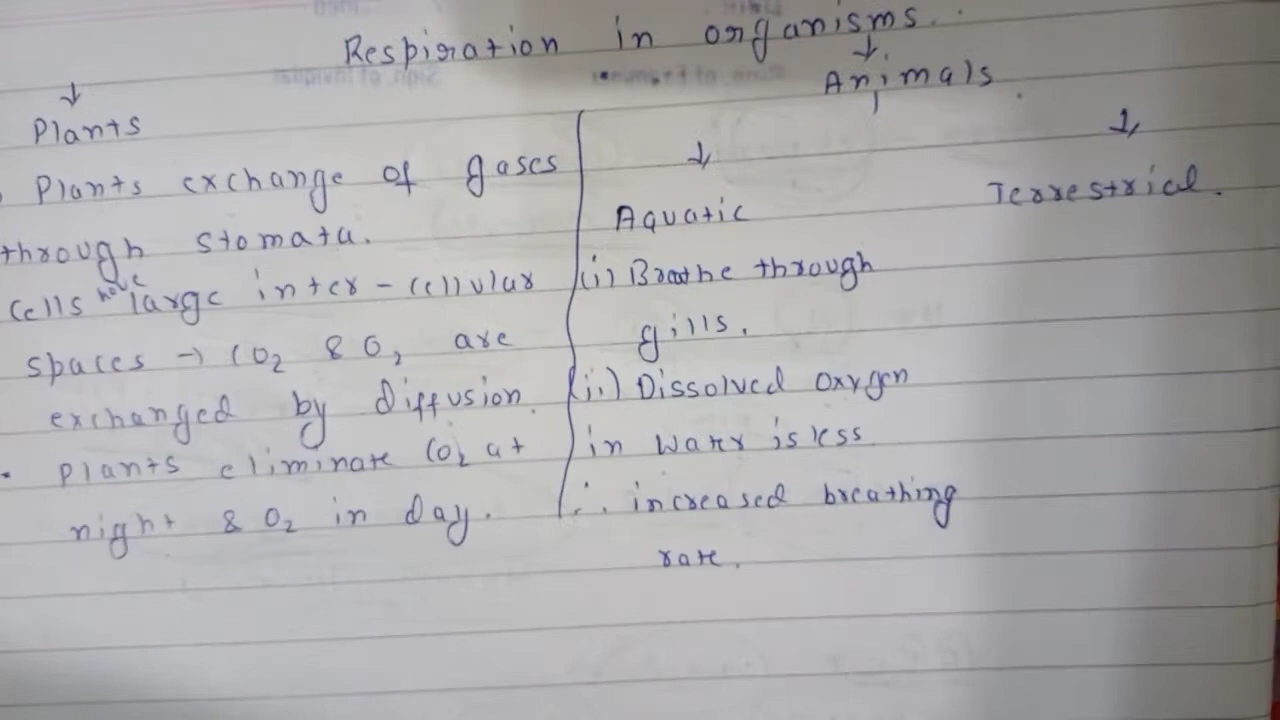 Respiration in organisms.
Plants
Plants exchange of gases
through stomata.
Cells have large inter-cellular
spaces → CO2 & O2 are
exchanged by diffusion.
Plants eliminate CO2 at
night & O2 in day.
Animals
Aquatic
(i) Breathe through
gills.
(ii) Dissolved oxygen
in water is less
∴ increased breathing
rate.
Terrestrial.